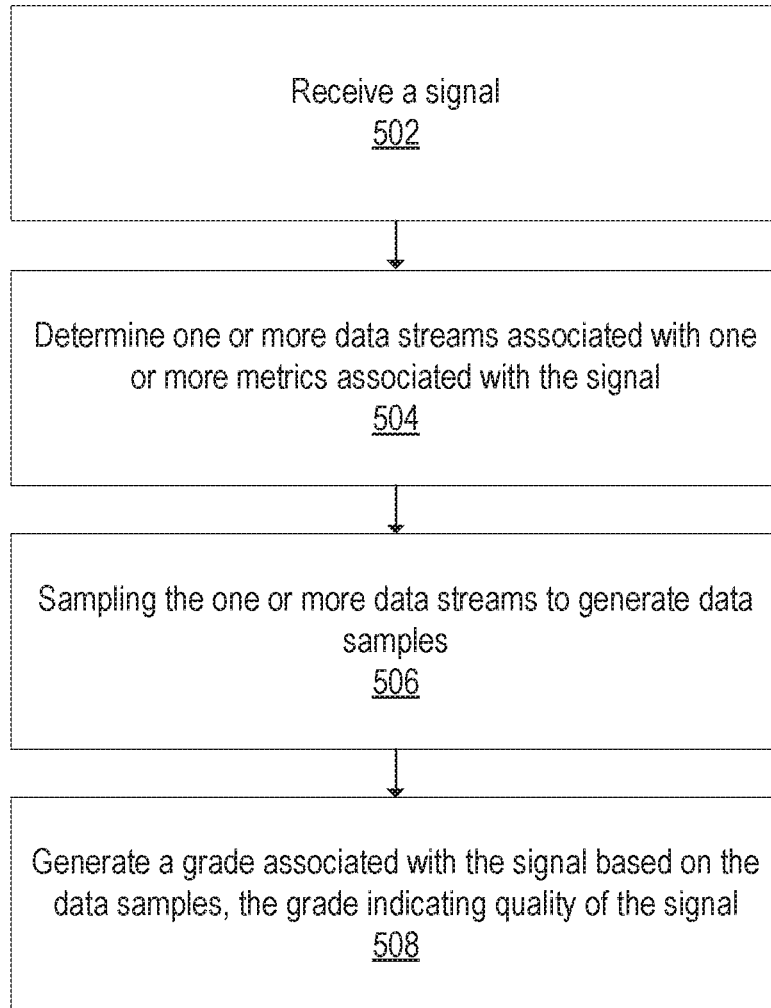 Receive a signal
502
Determine one or more data streams associated with one
or more metrics associated with the signal
504
Sampling the one or more data streams to generate data
samples
506
Generate a grade associated with the signal based on the
data samples, the grade indicating quality of the signal
508